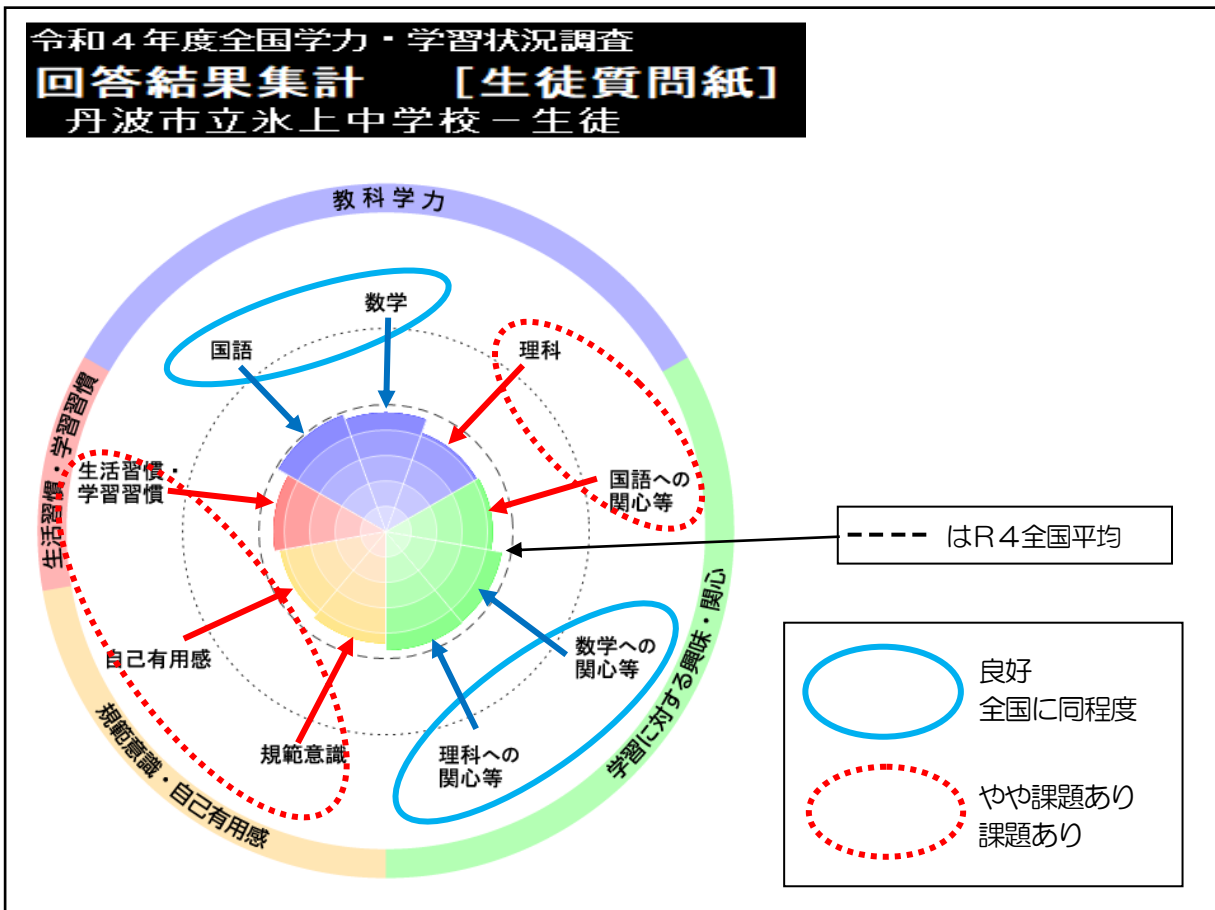 令和４年度全国学力・学習状況調査
回答結果集計　［生徒質問紙］
丹波市立氷上中学校－生徒
教科学力
数学
国語
理科
生活習慣・学習習慣
生活習慣・
学習習慣
国語への
関心等
はＲ４全国平均
学習に対する興味・関心
数学への
関心等
自己有用感
規範意識
理科への
関心等
規範意識・自己有用感
良好
全国に同程度
やや課題あり
課題あり